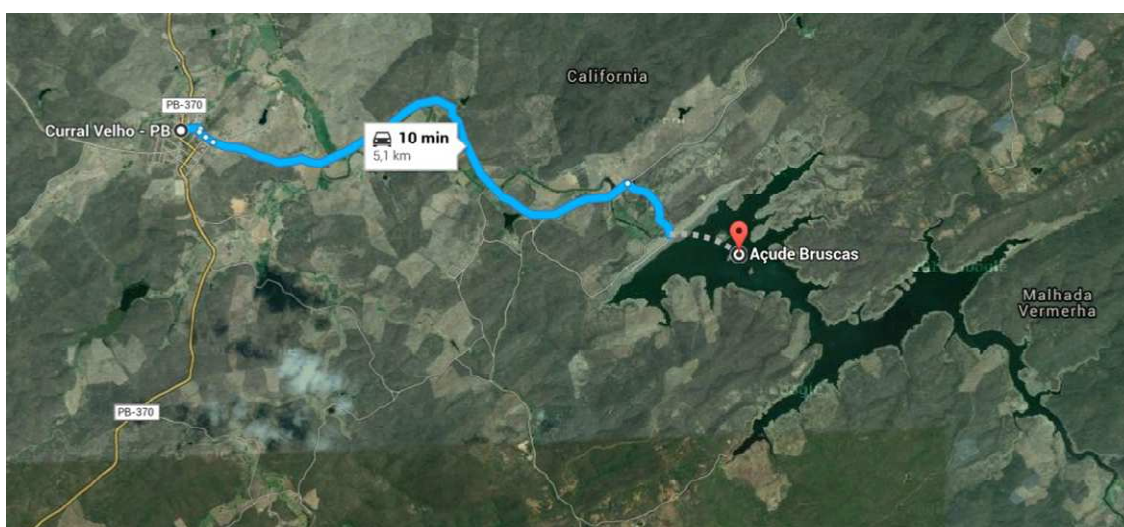 California
PB-370
Curral Velho - PB
10 min
5,1 km
Açude Bruscas
Malhada
Vermerha
PB-370